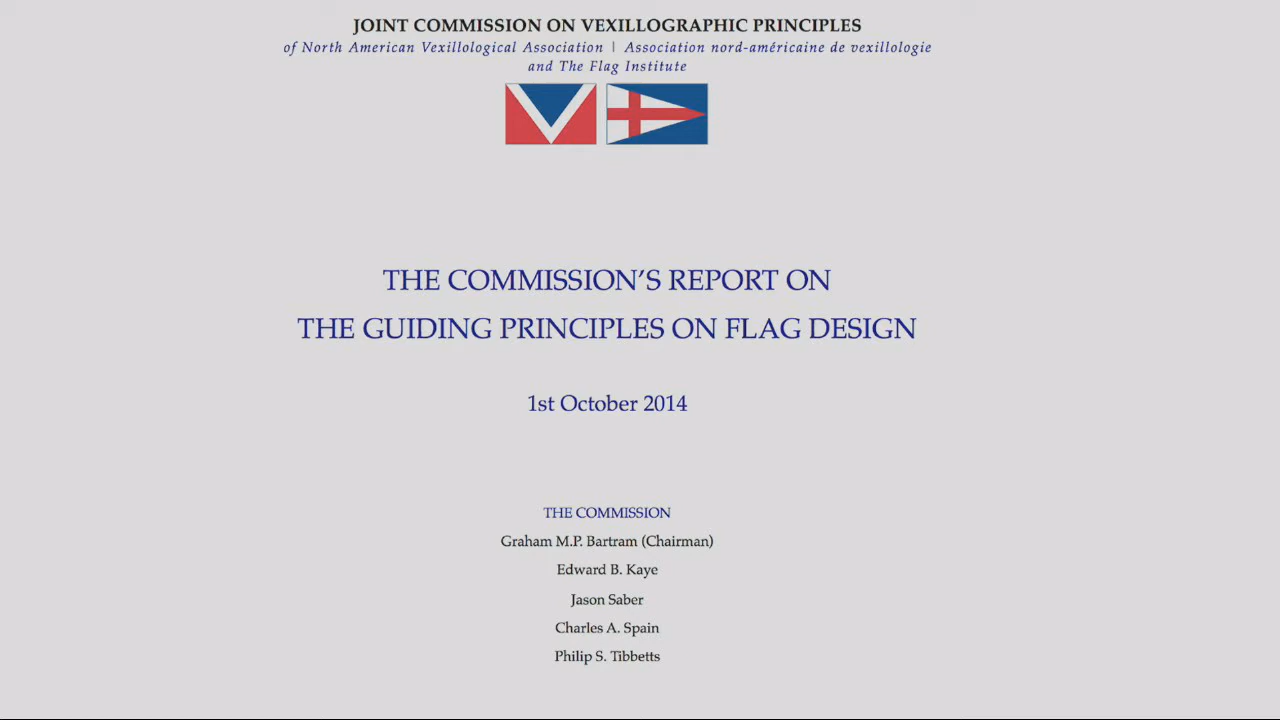 JOINT COMMISSION ON VEXILLOGRAPHIC PRINCIPLES
of North American Vexillological Association | Association nord-américaine de vexillologie
and The Flag Institute
THE COMMISSION’S REPORT ON
THE GUIDING PRINCIPLES ON FLAG DESIGN
1st October 2014
THE COMMISSION
Graham M.P. Bartram (Chairman)
Edward B. Kaye
Jason Saber
Charles A. Spain
Philip S. Tibbetts